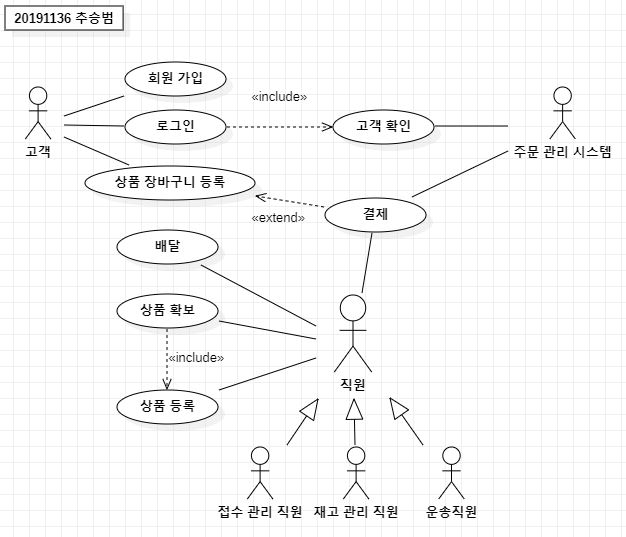 20191136 추승범
회원 가입
«include»
로그인
고객 확인
고객
주문 관리 시스템
상품 장바구니 등록
결제
«extend»
배달
상품 확보
«include»
직원
상품 등록
접수 관리 직원
재고 관리 직원
운송직원